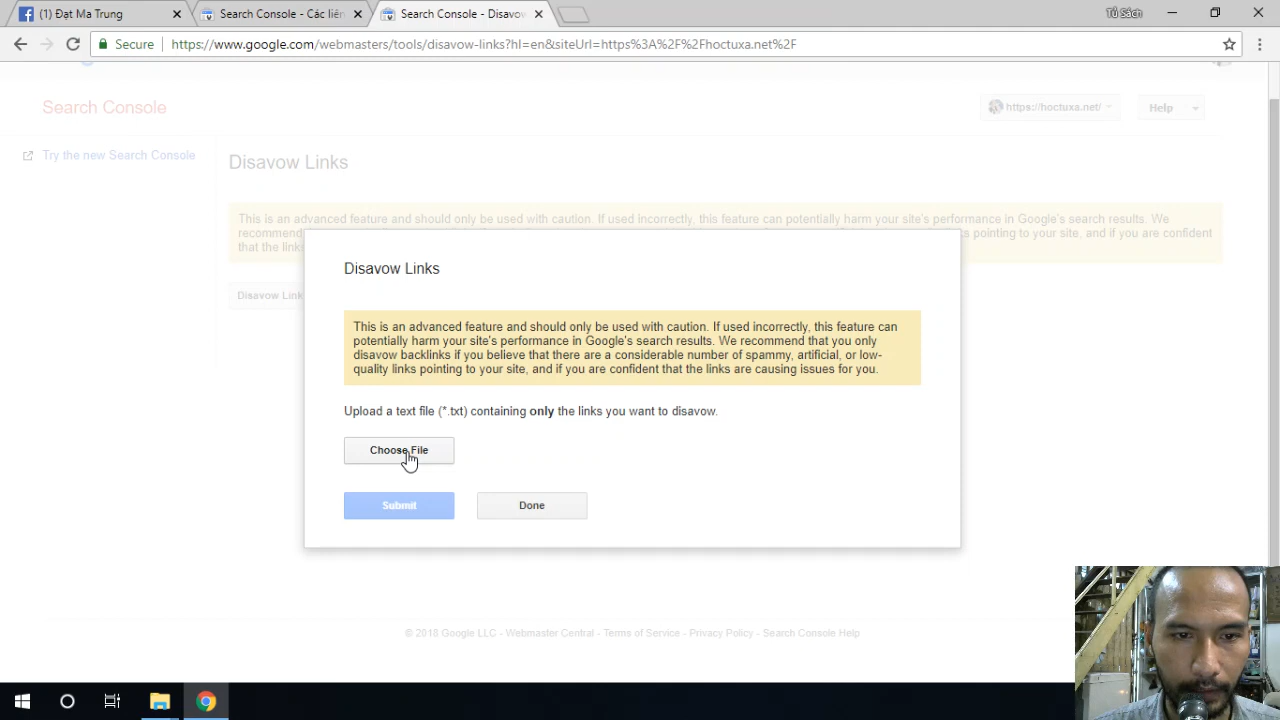 (1) Đạt Ma Trung
Search Console - Các liên
Search Console - Disavow
Tủ Sách
Secure
https://www.google.com/webmasters/tools/disavow-links?hl=en&siteUrl=https%3A%2F%2Fhoctuxa.net%2F
Search Console
https://hoctuxa.net/
Help
Try the new Search Console
Disavow Links
This is an advanced feature and should only be used with caution. If used incorrectly, this feature can potentially harm your site's performance in Google's search results. We
recommend
nks pointing to your site, and if you are confident
that the links
Disavow Link
Disavow Links
This is an advanced feature and should only be used with caution. If used incorrectly, this feature can
potentially harm your site's performance in Google's search results. We recommend that you only
disavow backlinks if you believe that there are a considerable number of spammy, artificial, or low-
quality links pointing to your site, and if you are confident that the links are causing issues for you.
Upload a text file (*.txt) containing only the links you want to disavow.
Choose File
Submit
Done
© 2018 Google LLC - Webmaster Central - Terms of Service - Privacy Policy - Search Console Help